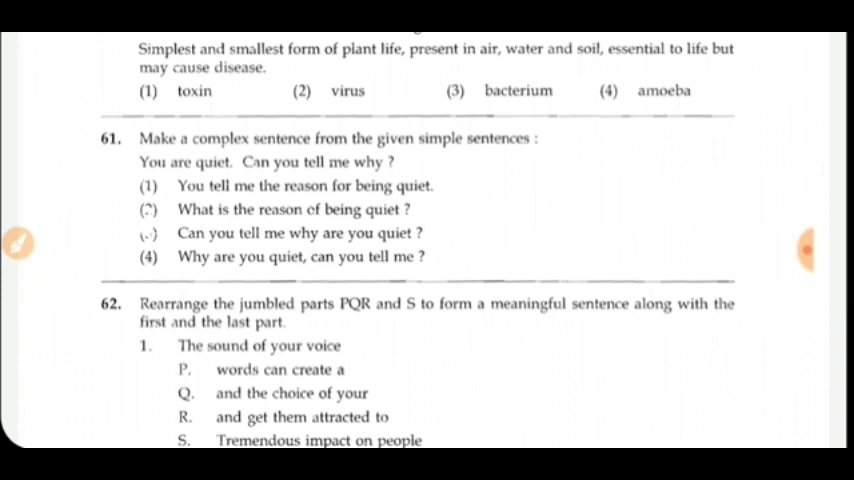 Simplest and smallest form of plant life, present in air, water and soil, essential to life but
may cause disease.
(1) toxin (2) virus (3) bacterium (4) amoeba
61. Make a complex sentence from the given simple sentences :
You are quiet. Can you tell me why ?
(1) You tell me the reason for being quiet.
(2) What is the reason of being quiet ?
( ) Can you tell me why are you quiet ?
(4) Why are you quiet, can you tell me ?
62. Rearrange the jumbled parts PQR and S to form a meaningful sentence along with the
first and the last part.
1. The sound of your voice
P. words can create a
Q. and the choice of your
R. and get them attracted to
S. Tremendous impact on people